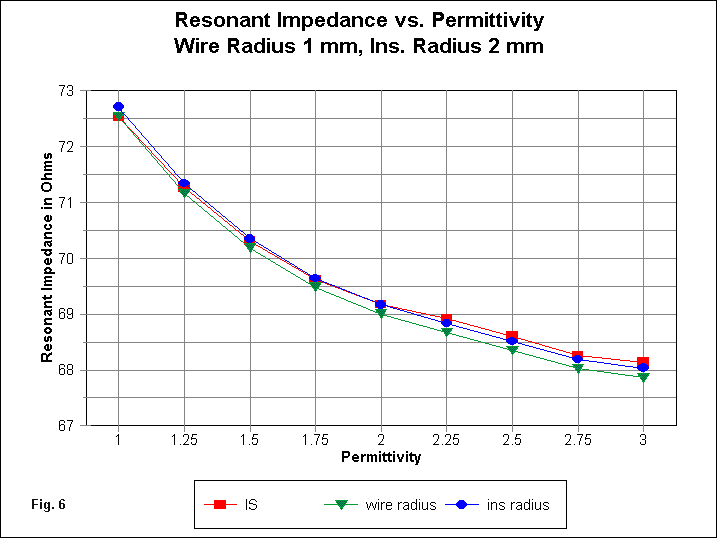 Resonant Impedance vs. Permittivity
Wire Radius 1 mm, Ins. Radius 2 mm
Resonant Impedance in Ohms
73
72
71
70
69
68
67
1 1.25 1.5 1.75 2 2.25 2.5 2.75 3
Permittivity
Fig. 6
IS wire radius ins radius